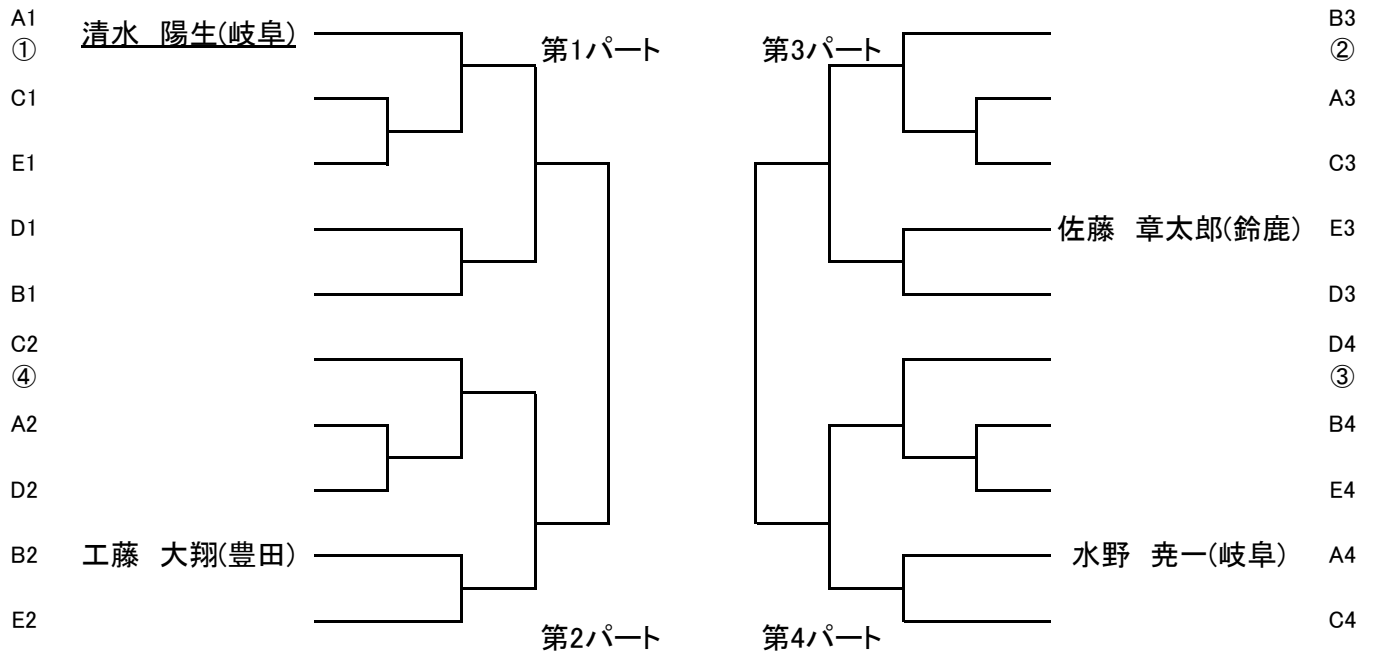 A1
①
清水　陽生(岐阜)
第1パート
C1
E1
D1
B1
C2
④
A2
D2
B2
工藤　大翔(豊田)
E2
第2パート
第3パート
B3
②
A3
C3
佐藤　章太郎(鈴鹿)
E3
D3
D4
③
B4
E4
水野　尭一(岐阜)
A4
C4
第4パート